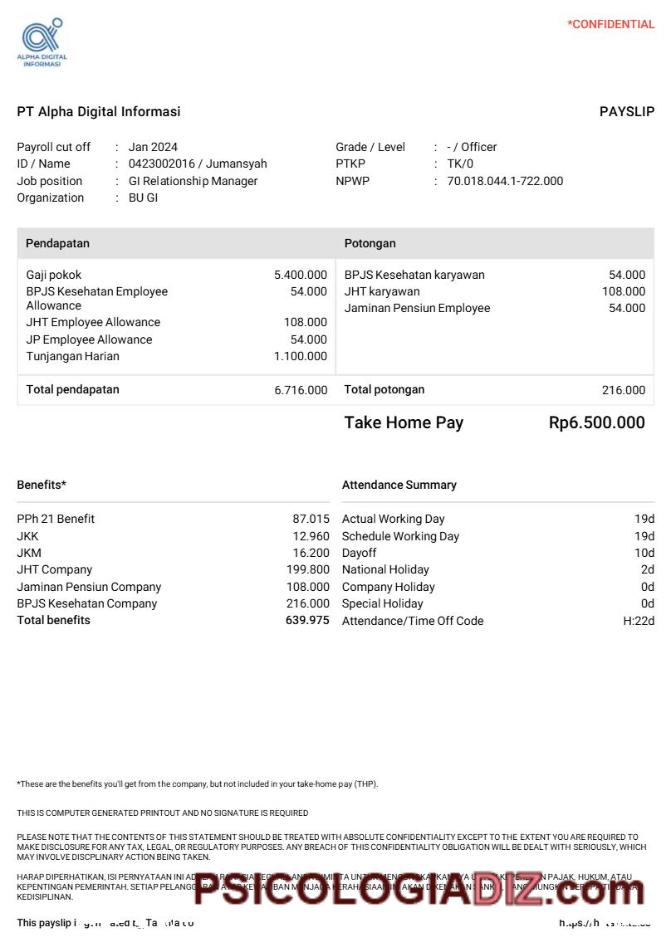 *CONFIDENTIAL
ALPHA DIGITAL
INFORMASI
PT Alpha Digital Informasi PAYSLIP
Payroll cut off : Jan 2024 Grade / Level : - / Officer
ID / Name : 0423002016 / Jumansyah PTKP : TK/0
Job position : GI Relationship Manager NPWP : 70.018.044.1-722.000
Organization : BU GI
Pendapatan Potongan
Gaji pokok 5.400.000 BPJS Kesehatan karyawan 54.000
BPJS Kesehatan Employee 54.000 JHT karyawan 108.000
Allowance Jaminan Pensiun Employee 54.000
JHT Employee Allowance 108.000
JP Employee Allowance 54.000
Tunjangan Harian 1.100.000
Total pendapatan 6.716.000 Total potongan 216.000
Take Home Pay Rp6.500.000
Benefits* Attendance Summary
PPh 21 Benefit 87.015 Actual Working Day 19d
JKK 12.960 Schedule Working Day 19d
JKM 16.200 Dayoff 10d
JHT Company 199.800 National Holiday 2d
Jaminan Pensiun Company 108.000 Company Holiday 0d
BPJS Kesehatan Company 216.000 Special Holiday 0d
Total benefits 639.975 Attendance/Time Off Code H:22d
*These are the benefits you'll get from the company, but not included in your take-home pay (THP).
THIS IS COMPUTER GENERATED PRINTOUT AND NO SIGNATURE IS REQUIRED
PLEASE NOTE THAT THE CONTENTS OF THIS STATEMENT SHOULD BE TREATED WITH ABSOLUTE CONFIDENTIALITY EXCEPT TO THE EXTENT YOU ARE REQUIRED TO
MAKE DISCLOSURE FOR ANY TAX, LEGAL, OR REGULATORY PURPOSES. ANY BREACH OF THIS CONFIDENTIALITY OBLIGATION WILL BE DEALT WITH SERIOUSLY, WHICH
MAY INVOLVE DISCPLINARY ACTION BEING TAKEN.
HARAP DIPERHATIKAN, ISI PERNYATAAN INI PAJAK, HUKUM, ATAU
KEPENTINGAN PEMERINTAH. SETIAP
KEDISIPLINAN.
PSICOLOGIADIZ.com
This payslip